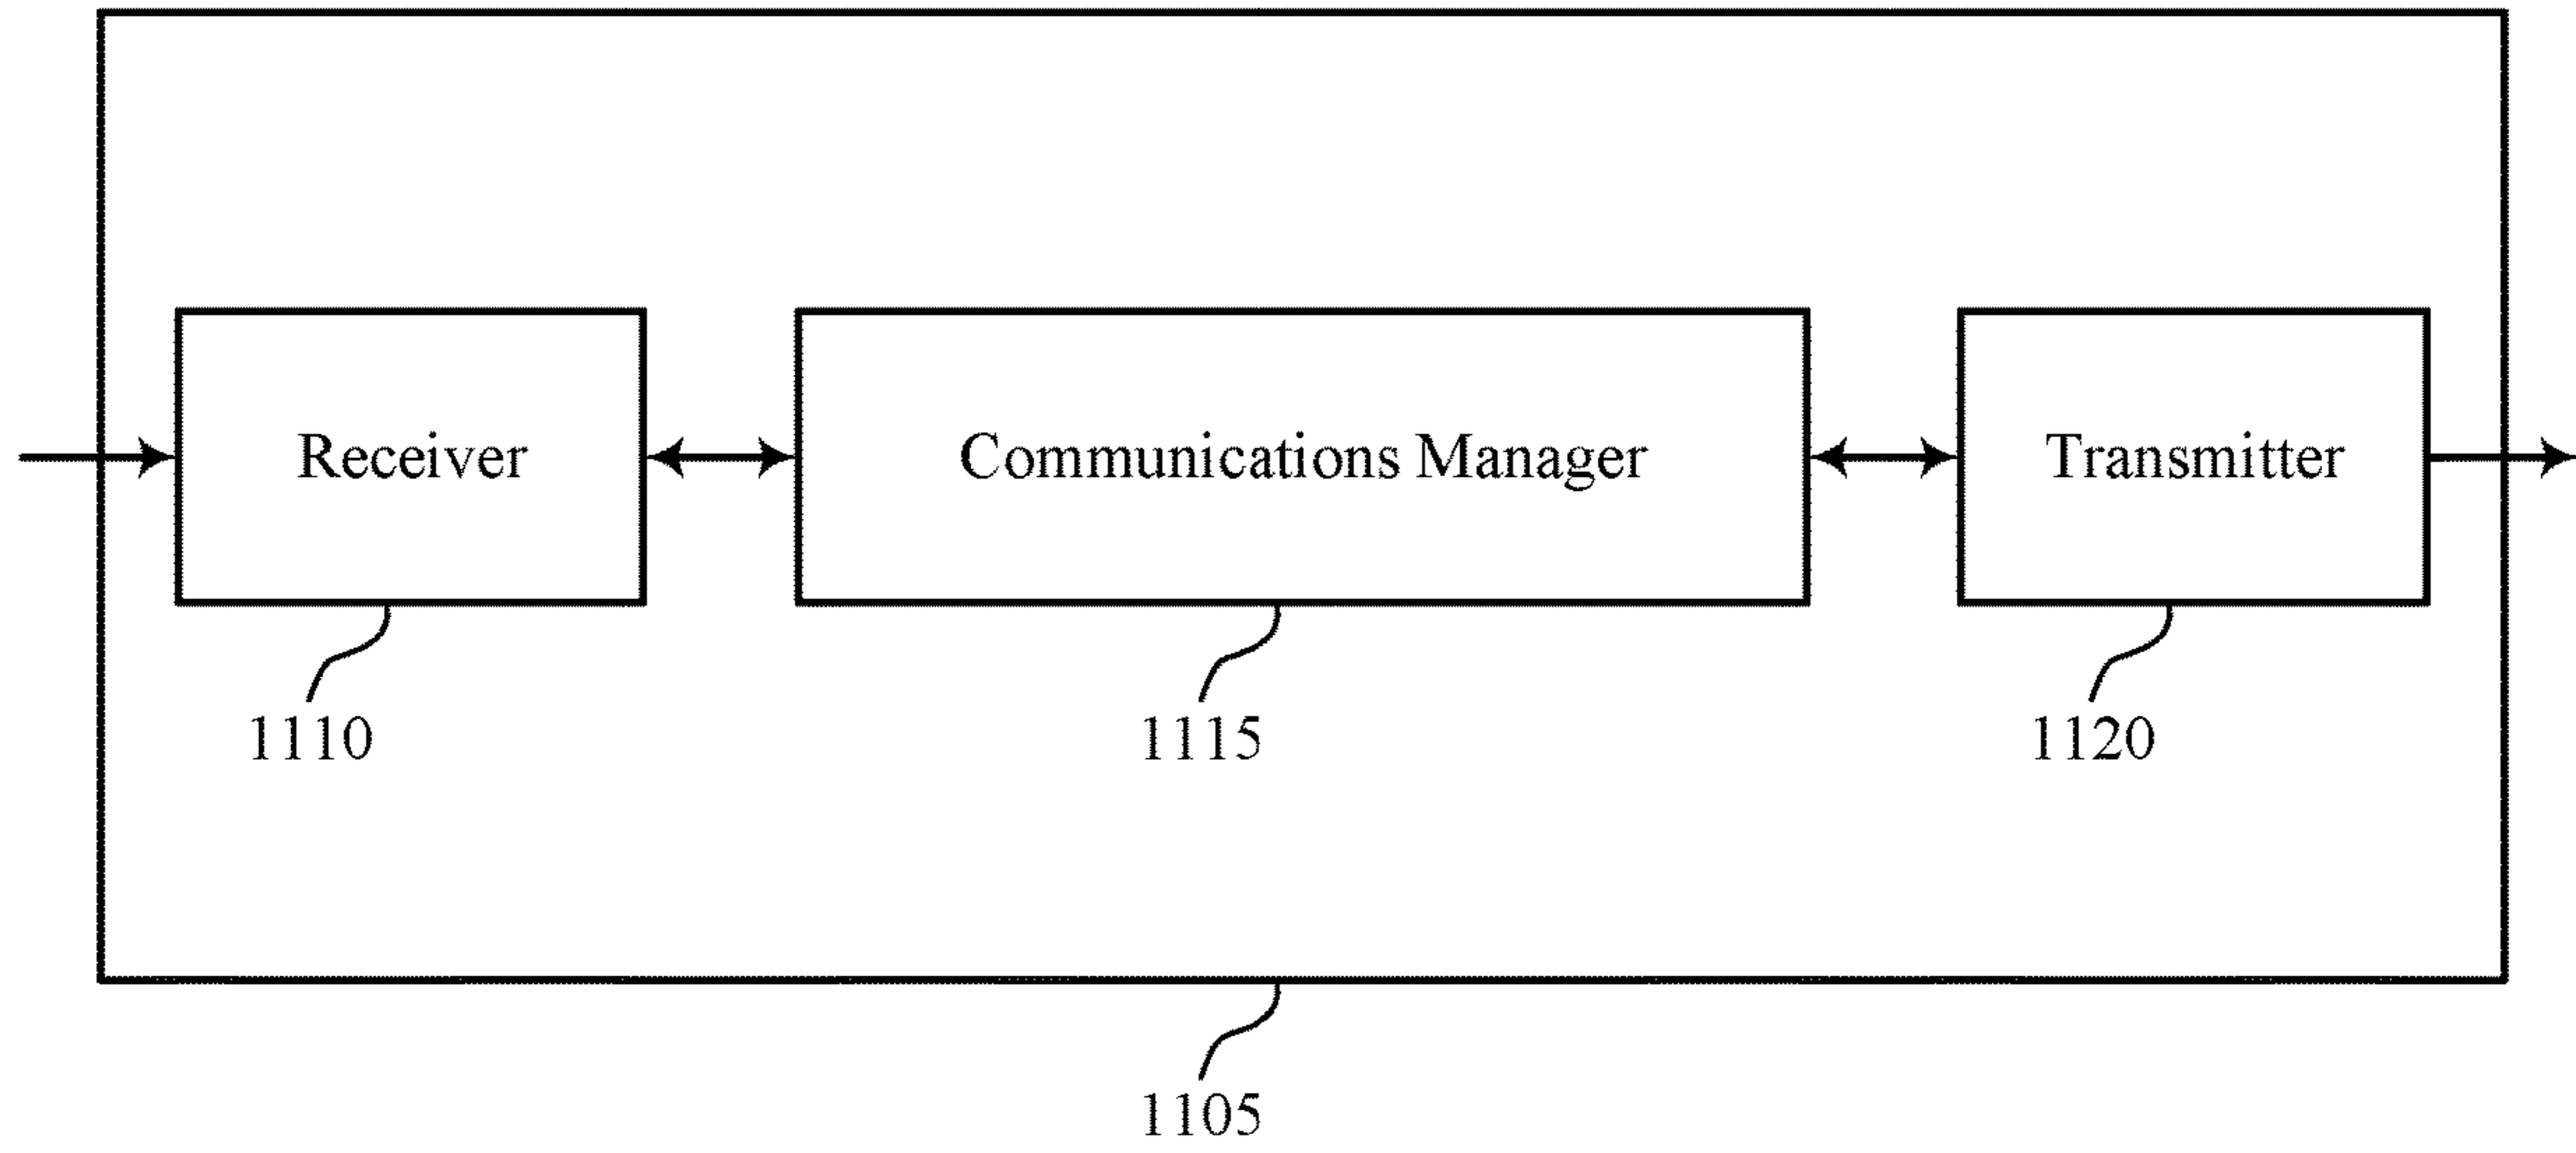 Receiver
Communications Manager
Transmitter
1110
1115
1120
1105